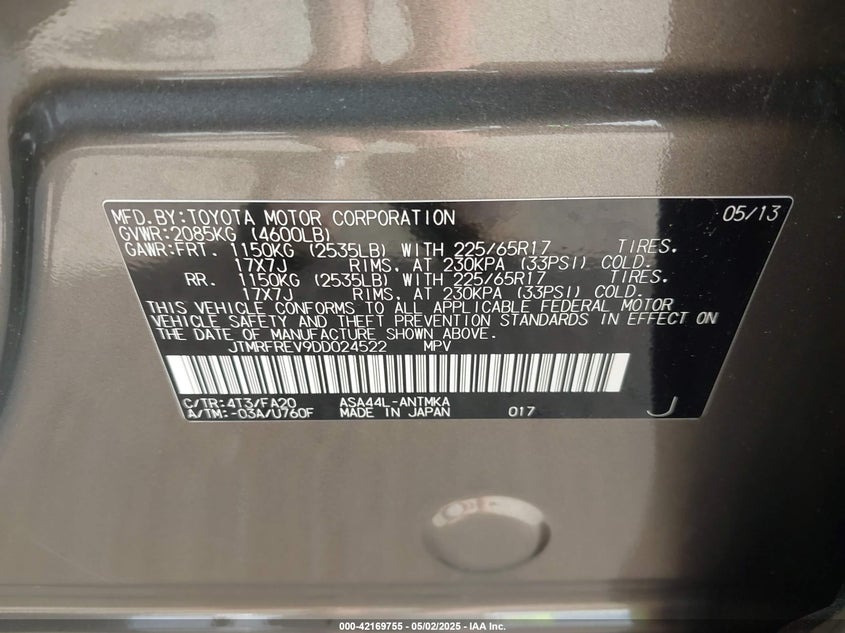 MFD.BY:TOYOTA MOTOR CORPORATION 05/13
GVWR:2085KG (4600LB)
GAWR:FRT. 1150KG (2535LB) WITH 225/65R17 TIRES.
17X7J RIMS, AT 230KPA (33PSI) COLD.
RR. 1150KG (2535LB) WITH 225/65R17 TIRES.
17X7J RIMS, AT 230KPA (33PSI) COLD.
THIS VEHICLE CONFORMS TO ALL APPLICABLE FEDERAL MOTOR
VEHICLE SAFETY AND THEFT PREVENTION STANDARDS IN EFFECT ON
THE DATE OF MANUFACTURE SHOWN ABOVE.
JTMRFREV9DD024522 MPV
C/TR:4T3/FA20 ASA44L-ANTMKA
A/TM:-03A/U760F MADE IN JAPAN 017 J
000-42169755 - 05/02/2025 - IAA Inc.